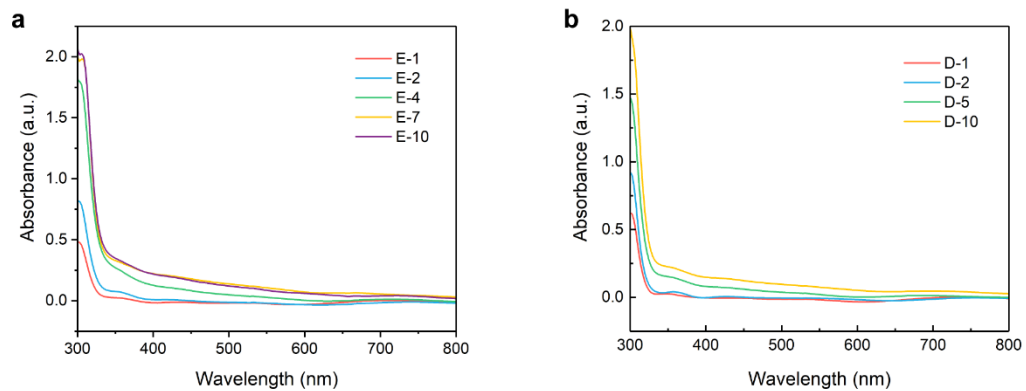 a
Absorbance (a.u.)
2.0
1.5
1.0
0.5
0.0
E-1
E-2
E-4
E-7
E-10
300 400 500 600 700 800
Wavelength (nm)
b
Absorbance (a.u.)
2.0
1.5
1.0
0.5
0.0
D-1
D-2
D-5
D-10
300 400 500 600 700 800
Wavelength (nm)